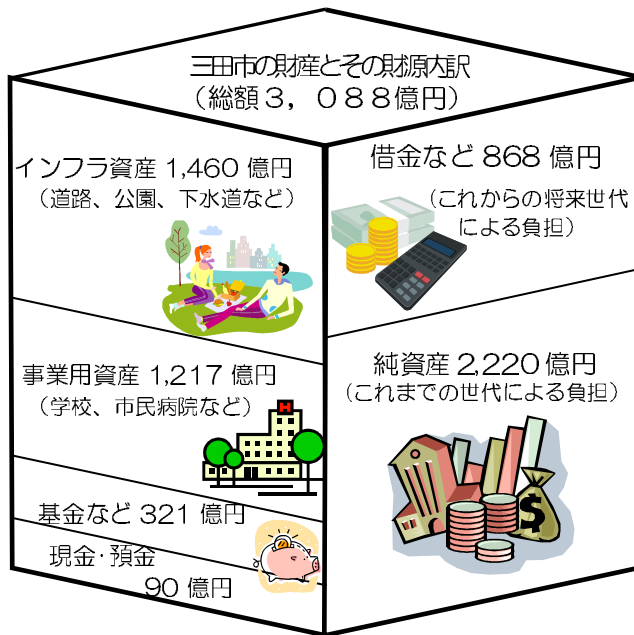 三田市の財産とその財源内訳
（総額３，０８８億円）
インフラ資産 1,460 億円
（道路、公園、下水道など）
事業用資産 1,217 億円
（学校、市民病院など）
H
基金など 321 億円
現金・預金
90 億円
借金など 868 億円
（これからの将来世代
による負担）
純資産 2,220 億円
（これまでの世代による負担）
$